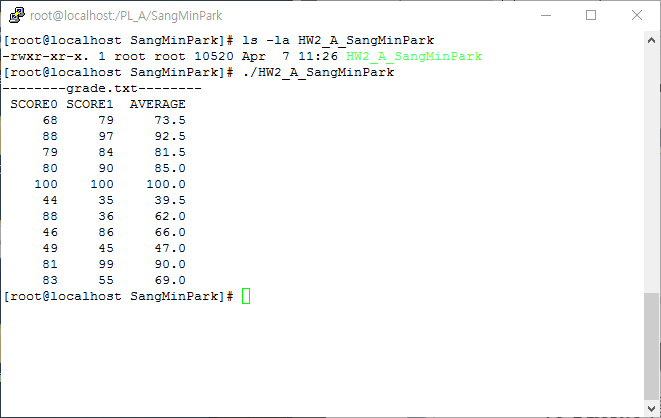 root@localhost:/PL_A/SangMinPark
[root@localhost SangMinPark]# ls -la HW2_A_SangMinPark
-rwxr-xr-x. 1 root root 10520 Apr  7 11:26 HW2_A_SangMinPark
[root@localhost SangMinPark]# ./HW2_A_SangMinPark
--------grade.txt--------
 SCORE0 SCORE1  AVERAGE
     68     79     73.5
     88     97     92.5
     79     84     81.5
     80     90     85.0
    100    100    100.0
     44     35     39.5
     88     36     62.0
     46     86     66.0
     49     45     47.0
     81     99     90.0
     83     55     69.0
[root@localhost SangMinPark]#